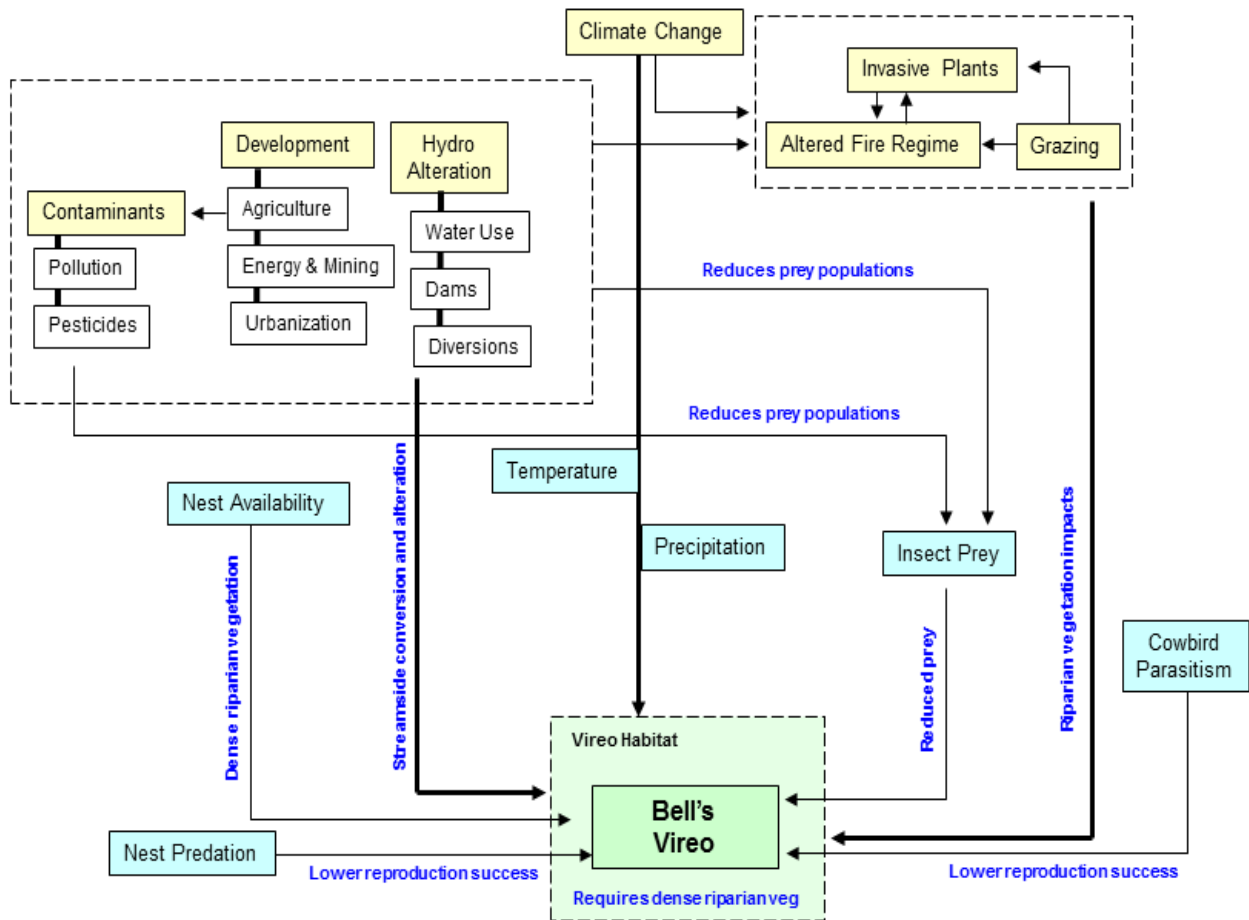 Climate Change
Invasive Plants
Altered Fire Regime
Grazing
Development
Agriculture
Energy & Mining
Urbanization
Hydro
Alteration
Water Use
Dams
Diversions
Contaminants
Pollution
Pesticides
Reduces prey populations
Reduces prey populations
Temperature
Precipitation
Nest Availability
Insect Prey
Cowbird
Parasitism
Dense riparian vegetation
Streamside conversion and alteration
Reduced prey
Riparian vegetation impacts
Vireo Habitat
Bell's
Vireo
Requires dense riparian veg
Nest Predation
Lower reproduction success
Lower reproduction success